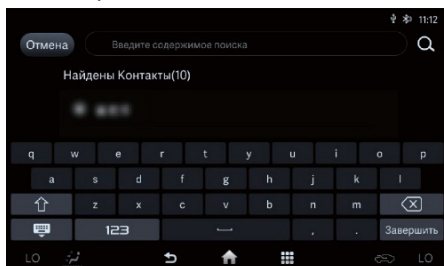 11:12
Отмена Введите содержимое поиска
Найдены Контакты(10)
q w e r t y u i o p
a s d f g h j k l
z x c v b n m
123 , . Завершить
LO LO